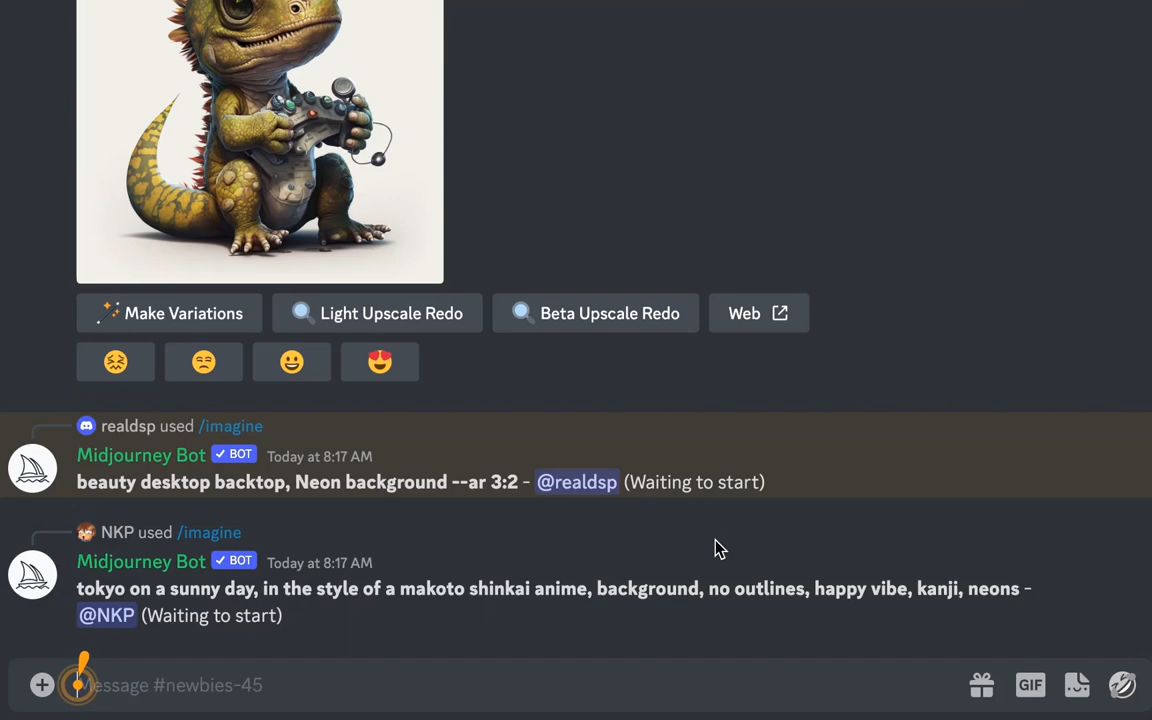 Make Variations
Light Upscale Redo
Beta Upscale Redo
Web
realdsp used /imagine
Midjourney Bot ✓ BOT Today at 8:17 AM
beauty desktop backtop, Neon background --ar 3:2 - @realdsp (Waiting to start)
NKP used /imagine
Midjourney Bot ✓ BOT Today at 8:17 AM
tokyo on a sunny day, in the style of a makoto shinkai anime, background, no outlines, happy vibe, kanji, neons -
@NKP (Waiting to start)
Message #newbies-45
GIF